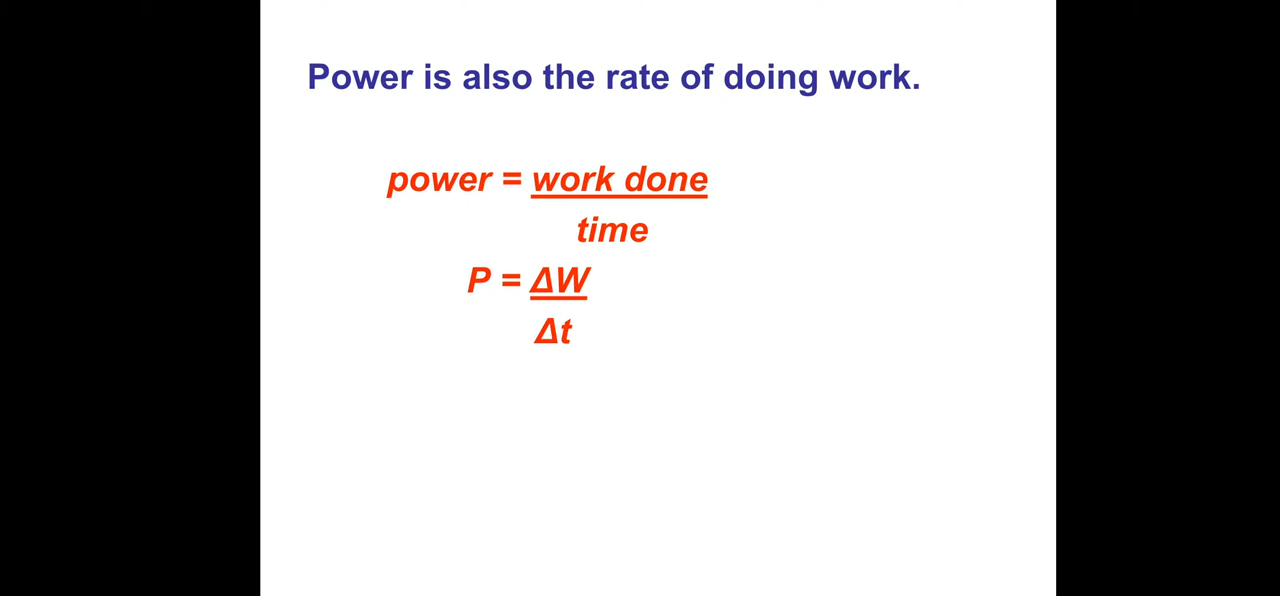 Power is also the rate of doing work.
power = work done
time
P = ΔW
Δt